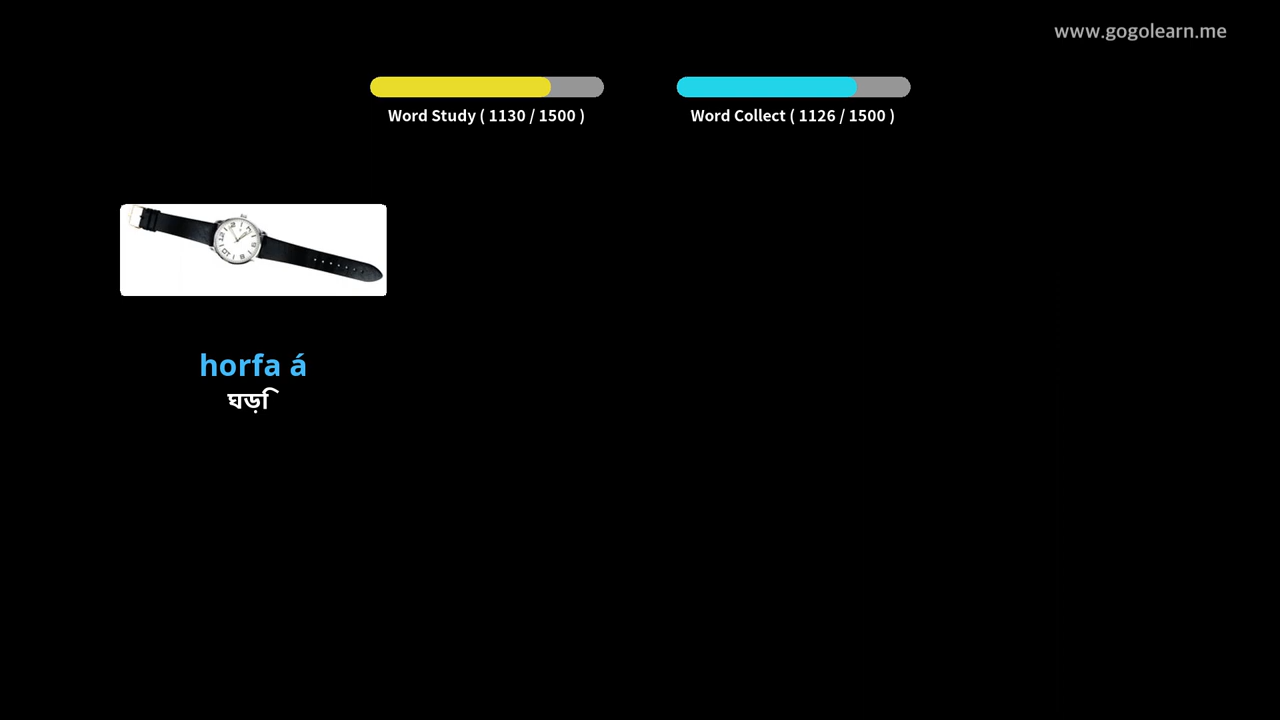 www.gogolearn.me
Word Study ( 1130 / 1500 )
Word Collect ( 1126 / 1500 )
horfa á
ঘড়ি